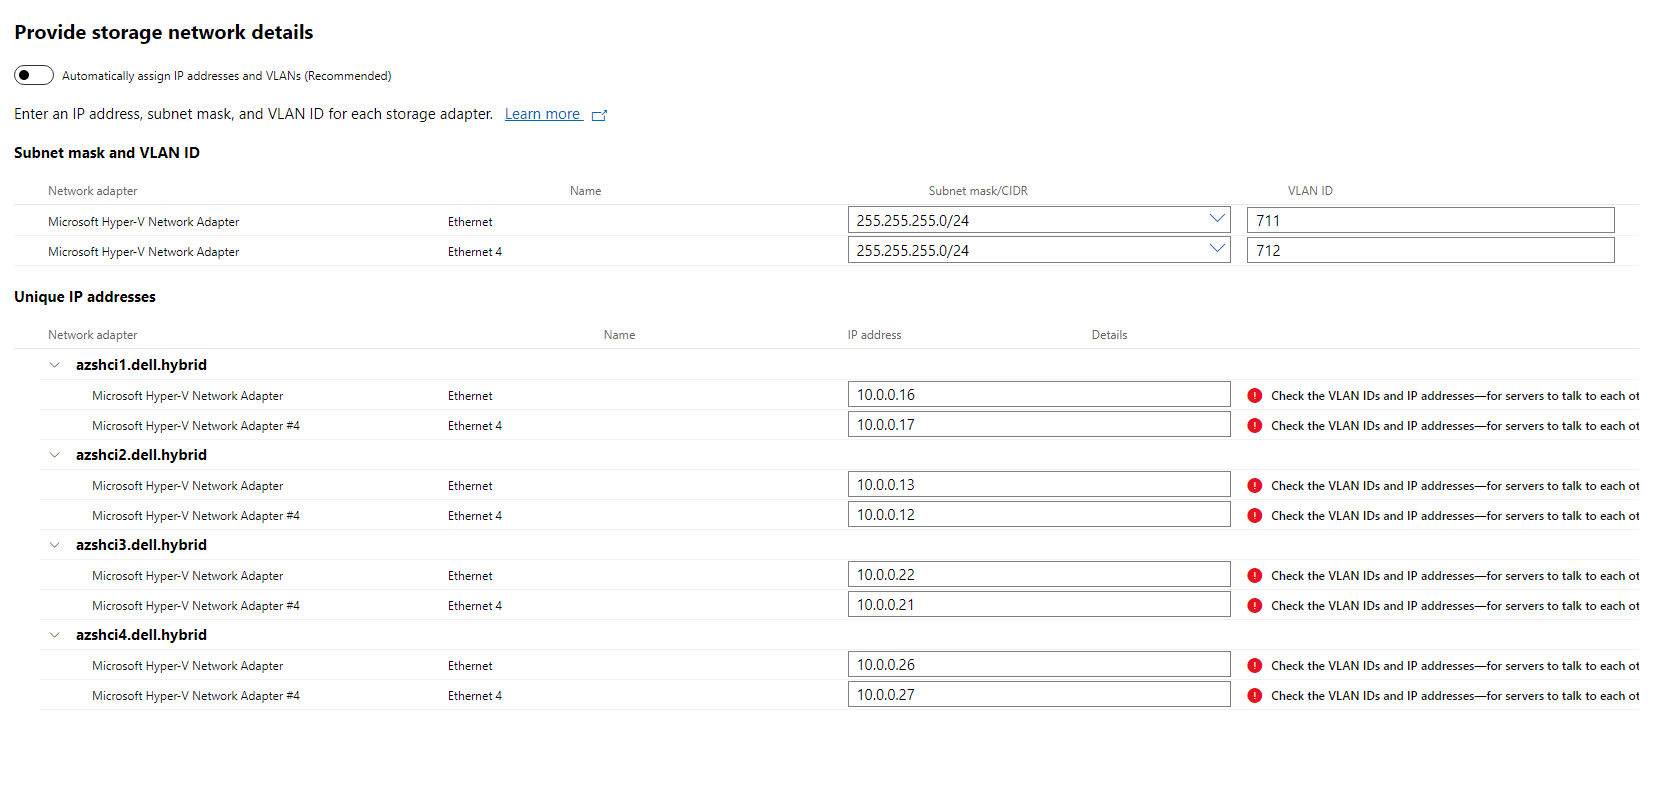 Provide storage network details
Automatically assign IP addresses and VLANs (Recommended)
Enter an IP address, subnet mask, and VLAN ID for each storage adapter. Learn more
Subnet mask and VLAN ID
Network adapter Name Subnet mask/CIDR VLAN ID
Microsoft Hyper-V Network Adapter Ethernet 255.255.255.0/24 711
Microsoft Hyper-V Network Adapter Ethernet 4 255.255.255.0/24 712
Unique IP addresses
Network adapter Name IP address Details
azshci1.dell.hybrid
Microsoft Hyper-V Network Adapter Ethernet 10.0.0.16 Check the VLAN IDs and IP addresses—for servers to talk to each ot
Microsoft Hyper-V Network Adapter #4 Ethernet 4 10.0.0.17 Check the VLAN IDs and IP addresses—for servers to talk to each ot
azshci2.dell.hybrid
Microsoft Hyper-V Network Adapter Ethernet 10.0.0.13 Check the VLAN IDs and IP addresses—for servers to talk to each ot
Microsoft Hyper-V Network Adapter #4 Ethernet 4 10.0.0.12 Check the VLAN IDs and IP addresses—for servers to talk to each ot
azshci3.dell.hybrid
Microsoft Hyper-V Network Adapter Ethernet 10.0.0.22 Check the VLAN IDs and IP addresses—for servers to talk to each ot
Microsoft Hyper-V Network Adapter #4 Ethernet 4 10.0.0.21 Check the VLAN IDs and IP addresses—for servers to talk to each ot
azshci4.dell.hybrid
Microsoft Hyper-V Network Adapter Ethernet 10.0.0.26 Check the VLAN IDs and IP addresses—for servers to talk to each ot
Microsoft Hyper-V Network Adapter #4 Ethernet 4 10.0.0.27 Check the VLAN IDs and IP addresses—for servers to talk to each ot